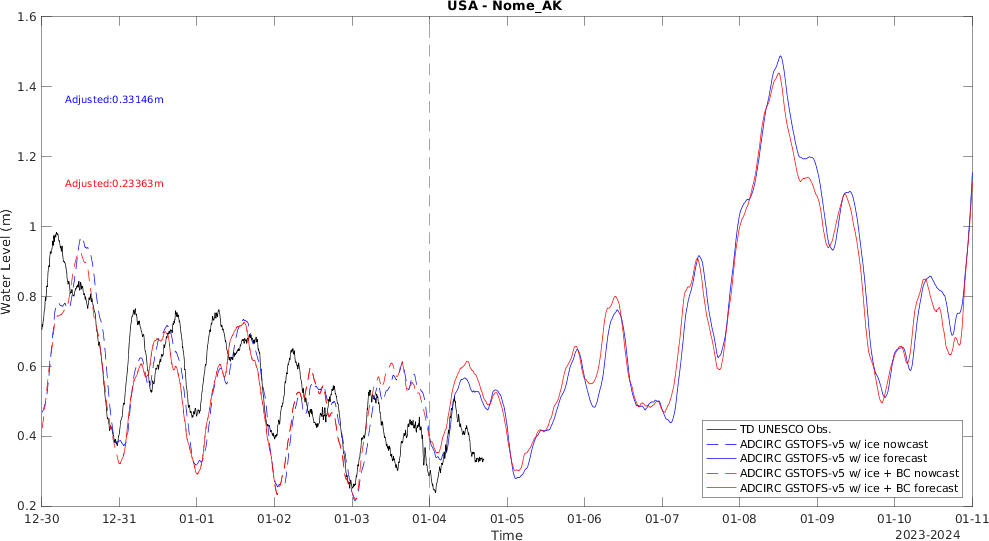 USA - Nome_AK
1.6
1.4
1.2
1
0.8
0.6
0.4
0.2
Water Level (m)
Adjusted:0.33146m
Adjusted:0.23363m
TD UNESCO Obs.
ADCIRC GSTOFS-v5 w/ ice nowcast
ADCIRC GSTOFS-v5 w/ ice forecast
ADCIRC GSTOFS-v5 w/ ice + BC nowcast
ADCIRC GSTOFS-v5 w/ ice + BC forecast
12-30 12-31 01-01 01-02 01-03 01-04 01-05 01-06 01-07 01-08 01-09 01-10 01-11
Time
2023-2024